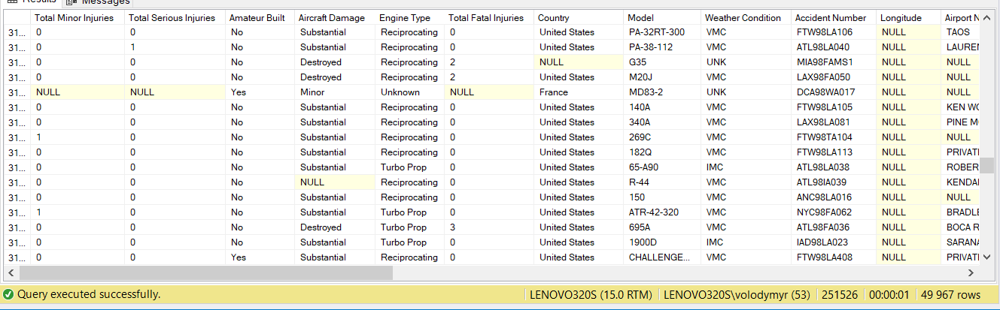 Results Messages
Total Minor Injuries Total Serious Injuries Amateur Built Aircraft Damage Engine Type Total Fatal Injuries Country Model Weather Condition Accident Number Longitude Airport N
31... 0 0 No Substantial Reciprocating 0 United States PA-32RT-300 VMC FTW98LA106 NULL TAOS
31... 0 1 No Substantial Reciprocating 0 United States PA-38-112 VMC ATL98LA040 NULL LAUREN
31... 0 0 No Destroyed Reciprocating 2 NULL G35 UNK MIA98FAMS1 NULL NULL
31... 0 0 No Destroyed Reciprocating 2 United States M20J VMC LAX98FA050 NULL NULL
31... NULL NULL Yes Minor Unknown NULL France MD83-2 UNK DCA98WA017 NULL NULL
31... 0 0 No Substantial Reciprocating 0 United States 140A VMC FTW98LA105 NULL KEN WO
31... 0 0 No Substantial Reciprocating 0 United States 340A VMC LAX98LA081 NULL PINE M
31... 1 0 No Substantial Reciprocating 0 United States 269C VMC FTW98TA104 NULL NULL
31... 0 0 No Substantial Reciprocating 0 United States 182Q VMC FTW98LA113 NULL PRIVAT
31... 0 0 No Substantial Turbo Prop 0 United States 65-A90 IMC ATL98LA038 NULL ROBER
31... 0 0 No NULL Reciprocating 0 United States R-44 VMC ATL98IA039 NULL KENDA
31... 0 0 No Substantial Reciprocating 0 United States 150 VMC ANC98LA016 NULL NULL
31... 1 0 No Substantial Turbo Prop 0 United States ATR-42-320 VMC NYC98FA062 NULL BRADLE
31... 0 0 No Destroyed Turbo Prop 3 United States 695A VMC ATL98FA036 NULL BOCA R
31... 0 0 No Substantial Turbo Prop 0 United States 1900D IMC IAD98LA023 NULL SARANA
31... 0 0 Yes Substantial Reciprocating 0 United States CHALLENGE... VMC FTW98LA408 NULL PRIVAT
Query executed successfully. LENOVO320S (15.0 RTM) LENOVO320S\volodymyr (53) 251526 00:00:01 49 967 rows